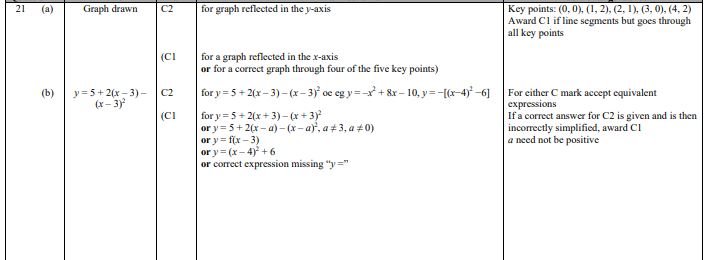 21 (a) Graph drawn C2 for graph reflected in the y-axis Key points: (0, 0), (1, 2), (2, 1), (3, 0), (4, 2)
Award C1 if line segments but goes through
all key points
(C1 for a graph reflected in the x-axis
or for a correct graph through four of the five key points)
(b) y = 5 + 2(x – 3) – C2 for y = 5 + 2(x – 3) – (x – 3)² oe eg y = –x² + 8x – 10, y = –[(x–4)² –6] For either C mark accept equivalent
(x – 3)² expressions
(C1 for y = 5 + 2(x + 3) – (x + 3)² If a correct answer for C2 is given and is then
or y = 5 + 2(x – a) – (x – a)², a ≠ 3, a ≠ 0) incorrectly simplified, award C1
or y = f(x – 3) a need not be positive
or y = (x – 4)² + 6
or correct expression missing “y =”